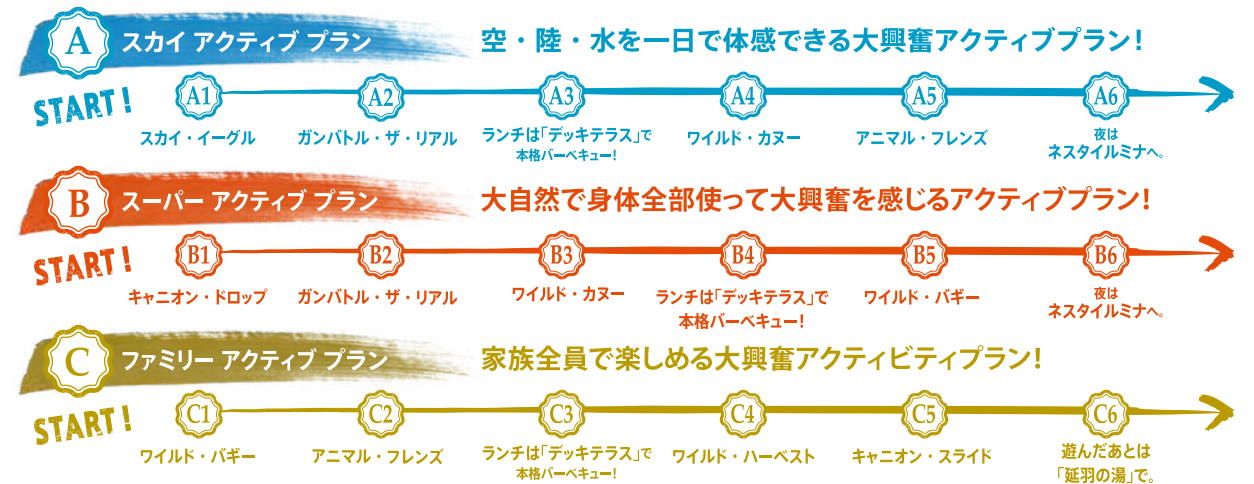 A スカイ アクティブ プラン 空・陸・水を一日で体感できる大興奮アクティブプラン！
START！ A1 A2 A3 A4 A5 A6
スカイ・イーグル ガンバトル・ザ・リアル ランチは「デッキテラス」で ワイルド・カヌー アニマル・フレンズ 夜は
本格バーベキュー！ ネスタイルミナへ。
B スーパー アクティブ プラン 大自然で身体全部使って大興奮を感じるアクティブプラン！
START！ B1 B2 B3 B4 B5 B6
キャニオン・ドロップ ガンバトル・ザ・リアル ワイルド・カヌー ランチは「デッキテラス」で ワイルド・バギー 夜は
本格バーベキュー！ ネスタイルミナへ。
C ファミリー アクティブ プラン 家族全員で楽しめる大興奮アクティビティプラン！
START！ C1 C2 C3 C4 C5 C6
ワイルド・バギー アニマル・フレンズ ランチは「デッキテラス」で ワイルド・ハーベスト キャニオン・スライド 遊んだあとは
本格バーベキュー！ 「延羽の湯」で。